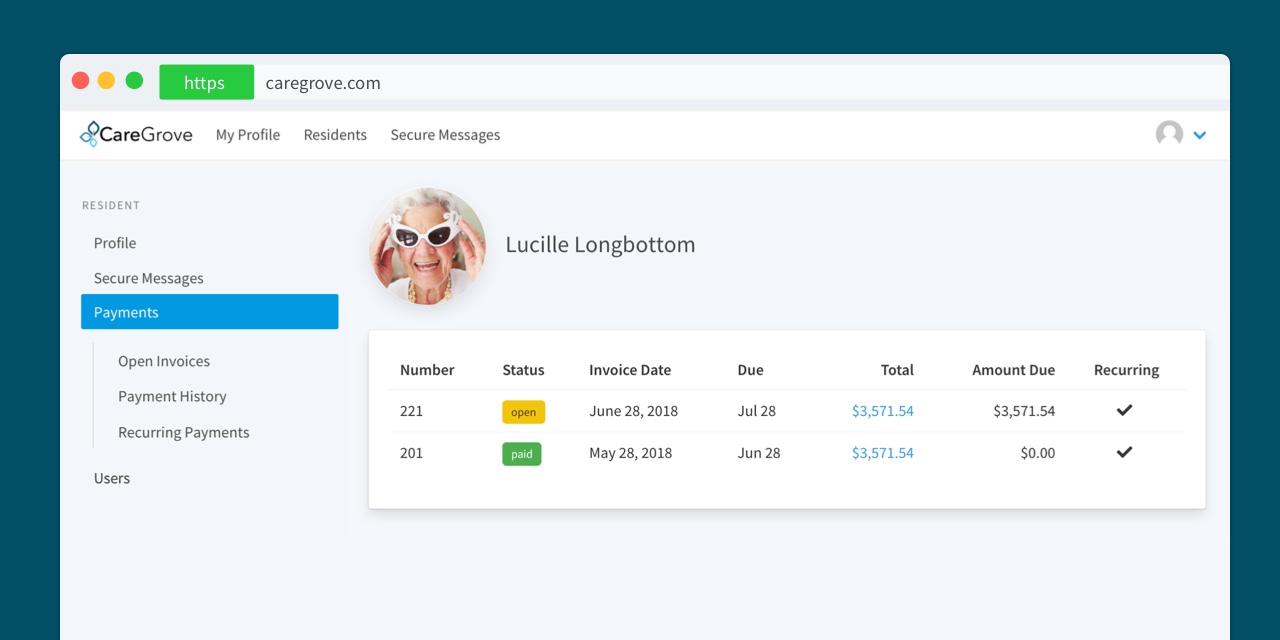 https caregrove.com
CareGrove My Profile Residents Secure Messages
RESIDENT
Profile
Secure Messages
Payments
Open Invoices
Payment History
Recurring Payments
Users
Lucille Longbottom
Number Status Invoice Date Due Total Amount Due Recurring
221 open June 28, 2018 Jul 28 $3,571.54 $3,571.54
201 paid May 28, 2018 Jun 28 $3,571.54 $0.00